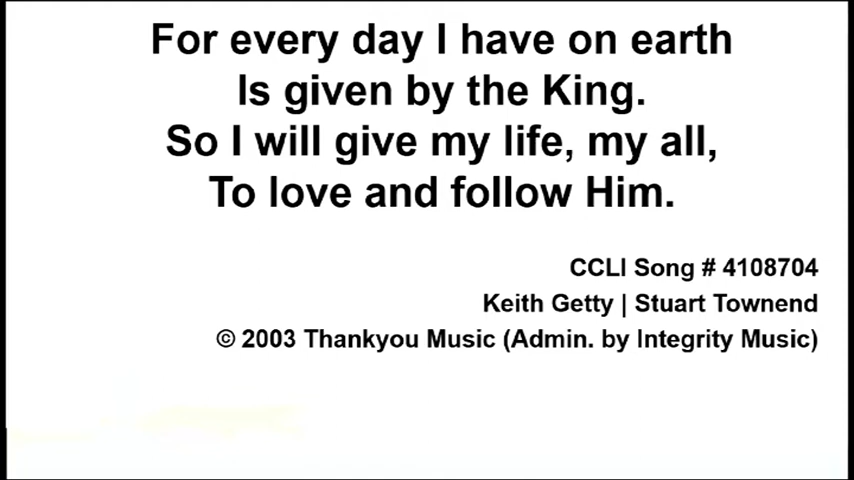 For every day I have on earth
Is given by the King.
So I will give my life, my all,
To love and follow Him.
CCLI Song # 4108704
Keith Getty | Stuart Townend
© 2003 Thankyou Music (Admin. by Integrity Music)